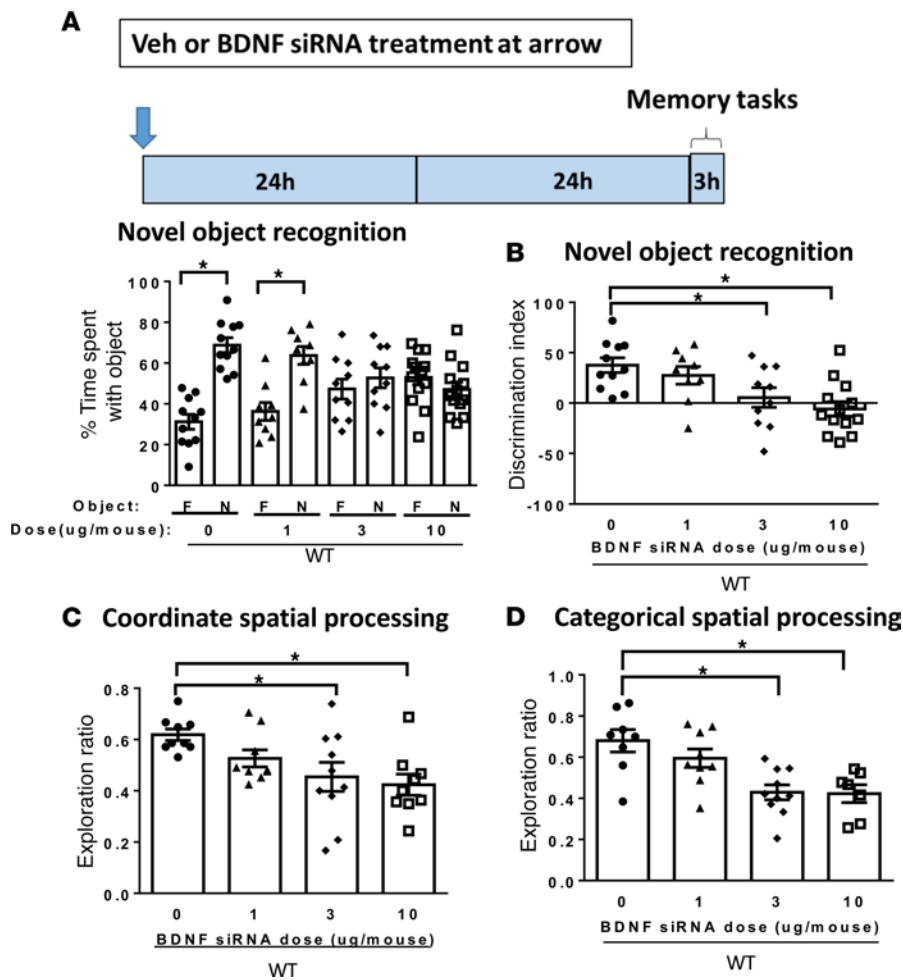 A
Veh or BDNF siRNA treatment at arrow
Memory tasks
24h 24h 3h
Novel object recognition
* *
% Time spent with object
100
80
60
40
20
0
Object: F N F N F N F N
Dose(ug/mouse): 0 1 3 10
WT
B Novel object recognition
*
*
Discrimination index
100
50
0
-50
-100
0 1 3 10
BDNF siRNA dose (ug/mouse)
WT
C Coordinate spatial processing
*
*
Exploration ratio
0.8
0.6
0.4
0.2
0.0
0 1 3 10
BDNF siRNA dose (ug/mouse)
WT
D Categorical spatial processing
*
*
Exploration ratio
1.0
0.8
0.6
0.4
0.2
0.0
0 1 3 10
BDNF siRNA dose (ug/mouse)
WT